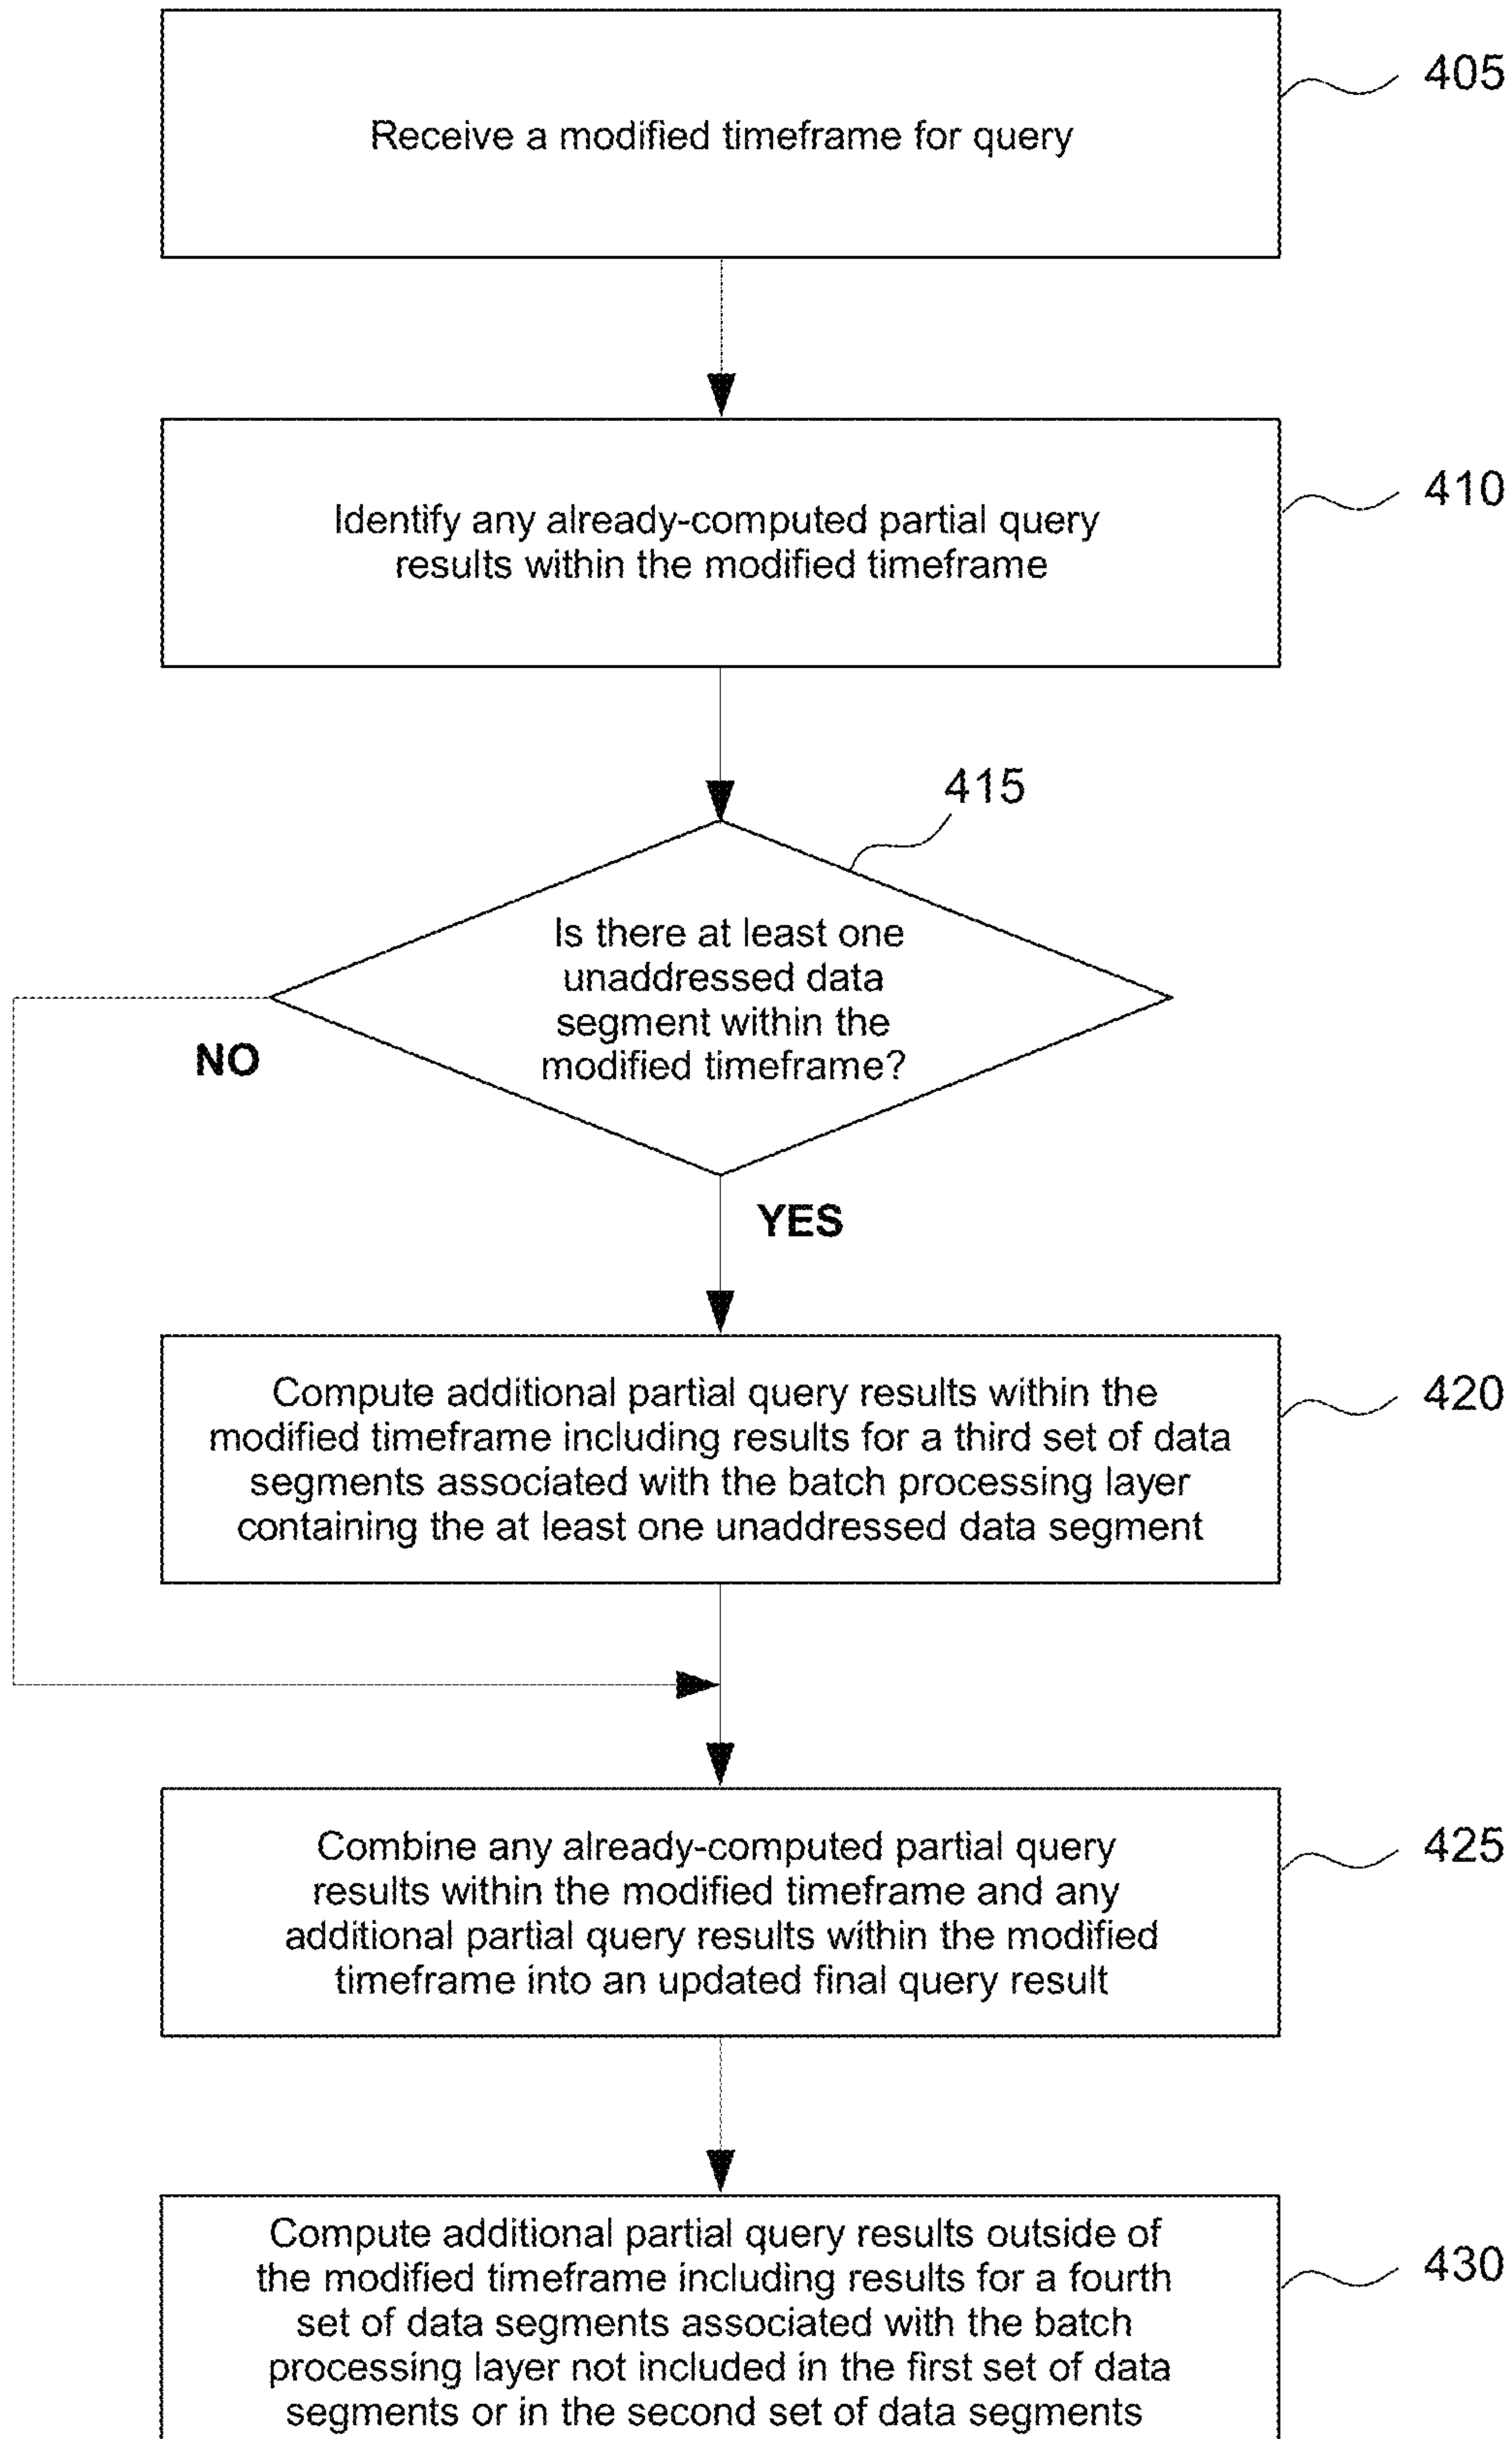 405
Receive a modified timeframe for query
410
Identify any already-computed partial query
results within the modified timeframe
415
Is there at least one
unaddressed data
segment within the
modified timeframe?
NO
YES
420
Compute additional partial query results within the
modified timeframe including results for a third set of data
segments associated with the batch processing layer
containing the at least one unaddressed data segment
425
Combine any already-computed partial query
results within the modified timeframe and any
additional partial query results within the modified
timeframe into an updated final query result
430
Compute additional partial query results outside of
the modified timeframe including results for a fourth
set of data segments associated with the batch
processing layer not included in the first set of data
segments or in the second set of data segments